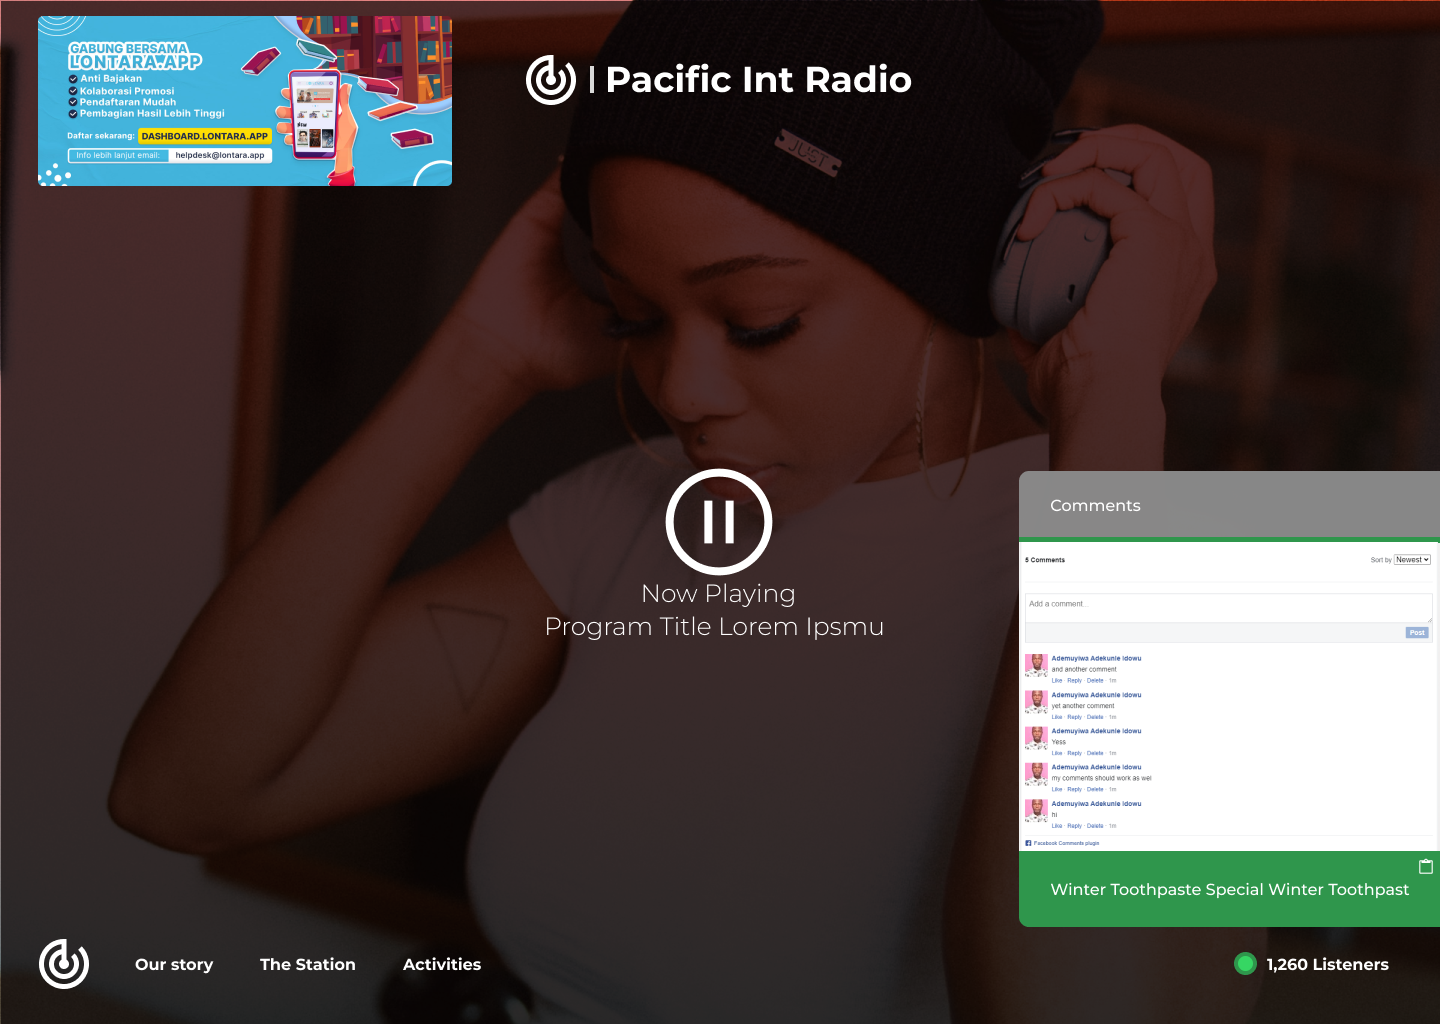 GABUNG BERSAMA
LONTARA.APP
Anti Bajakan
Kolaborasi Promosi
Pendaftaran Mudah
Pembagian Hasil Lebih Tinggi
Daftar sekarang: DASHBOARD.LONTARA.APP
Info lebih lanjut email: helpdesk@lontara.app
| Pacific Int Radio
JUST
Now Playing
Program Title Lorem Ipsmu
Comments
5 Comments
Sort by Newest
Add a comment..
Post
Ademuyiwa Adekunle Idowu
and another comment
Like · Reply · Delete · 1m
Ademuyiwa Adekunle Idowu
yet another comment
Like · Reply · Delete · 1m
Ademuyiwa Adekunle Idowu
Yess
Like · Reply · Delete · 1m
Ademuyiwa Adekunle Idowu
my comments should work as wel
Like · Reply · Delete · 1m
Ademuyiwa Adekunle Idowu
hi
Like · Reply · Delete · 1m
Facebook Comments plugin
Winter Toothpaste Special Winter Toothpast
Our story
The Station
Activities
1,260 Listeners